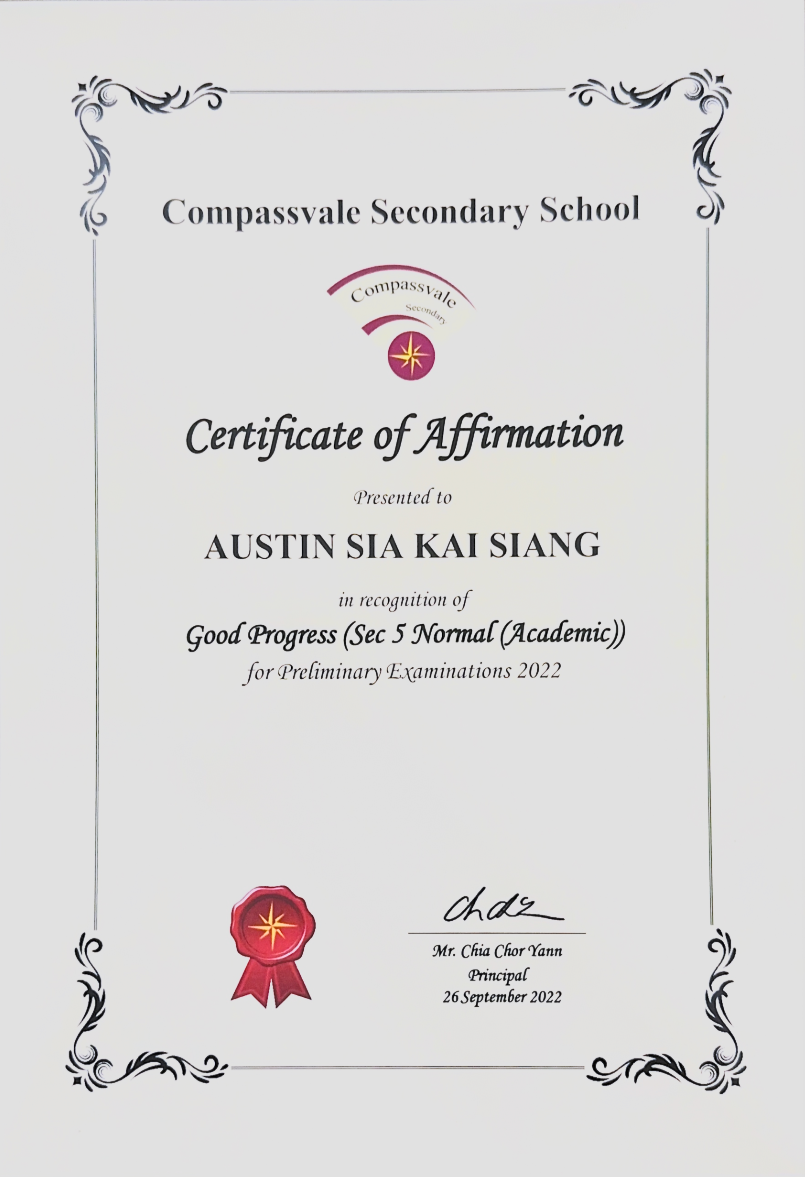 Compassvale Secondary School
Compassvale
Secondary
Certificate of Affirmation
Presented to
AUSTIN SIA KAI SIANG
in recognition of
Good Progress (Sec 5 Normal (Academic))
for Preliminary Examinations 2022
Mr. Chia Chor Yann
Principal
26 September 2022